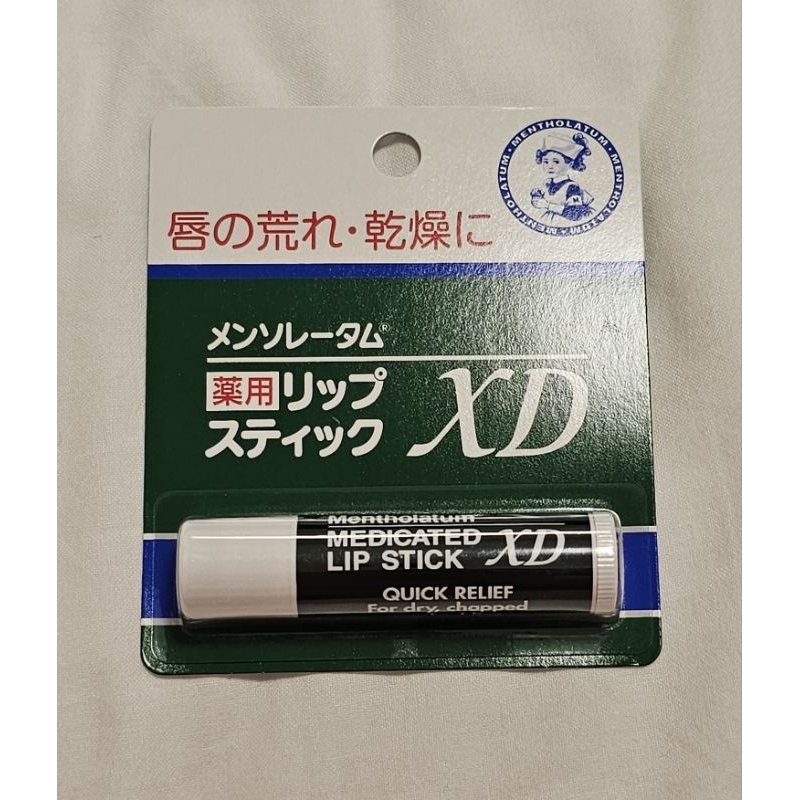 MENTHOLATUM · MENTHOLATUM · MENTHOLATUM ·
唇の荒れ・乾燥に
メンソレータム®
薬用リップ
スティック XD
Mentholatum
MEDICATED
LIP STICK XD
QUICK RELIEF
For dry, chapped